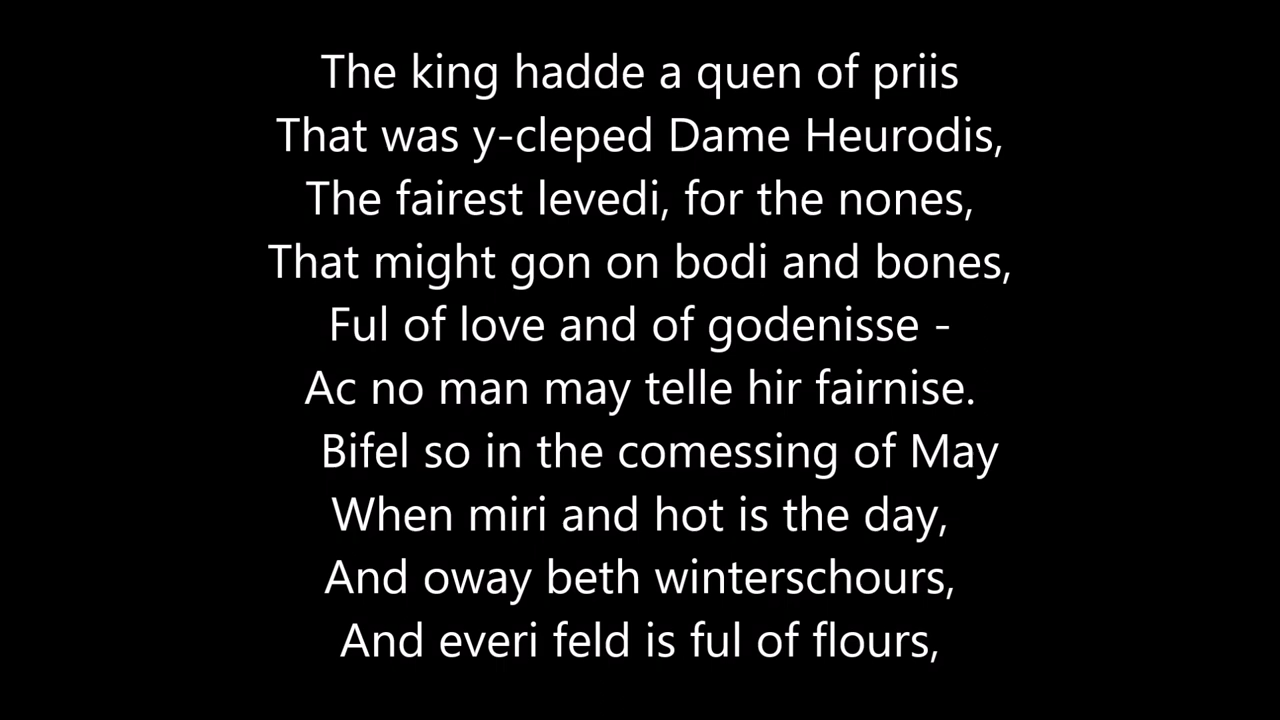 The king hadde a quen of priis
That was y-cleped Dame Heurodis,
The fairest levedi, for the nones,
That might gon on bodi and bones,
Ful of love and of godenisse -
Ac no man may telle hir fairnise.
Bifel so in the comessing of May
When miri and hot is the day,
And oway beth winterschours,
And everi feld is ful of flours,